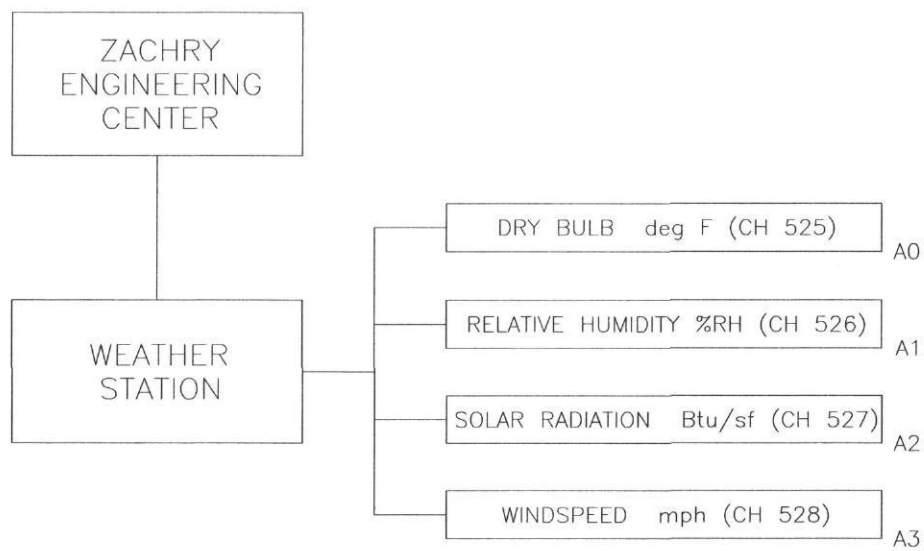 ZACHRY
ENGINEERING
CENTER
DRY BULB deg F (CH 525)
A0
RELATIVE HUMIDITY %RH (CH 526)
A1
WEATHER
STATION
SOLAR RADIATION Btu/sf (CH 527)
A2
WINDSPEED mph (CH 528)
A3